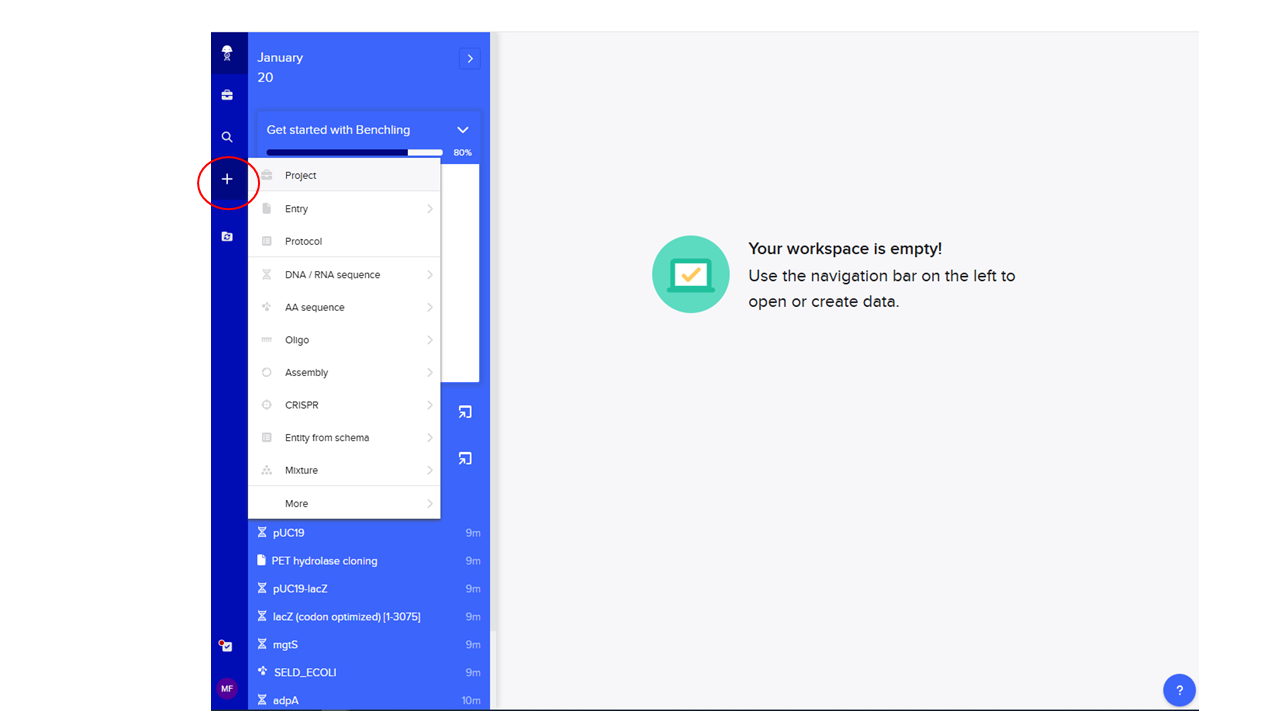 January
20
Get started with Benchling
80%
Project
Entry
Protocol
DNA / RNA sequence
AA sequence
Oligo
Assembly
CRISPR
Entity from schema
Mixture
More
pUC19 9m
PET hydrolase cloning 9m
pUC19-lacZ 9m
lacZ (codon optimized) [1-3075] 9m
mgtS 9m
SELD_ECOLI 9m
adpA 10m
MF
Your workspace is empty!
Use the navigation bar on the left to
open or create data.
?